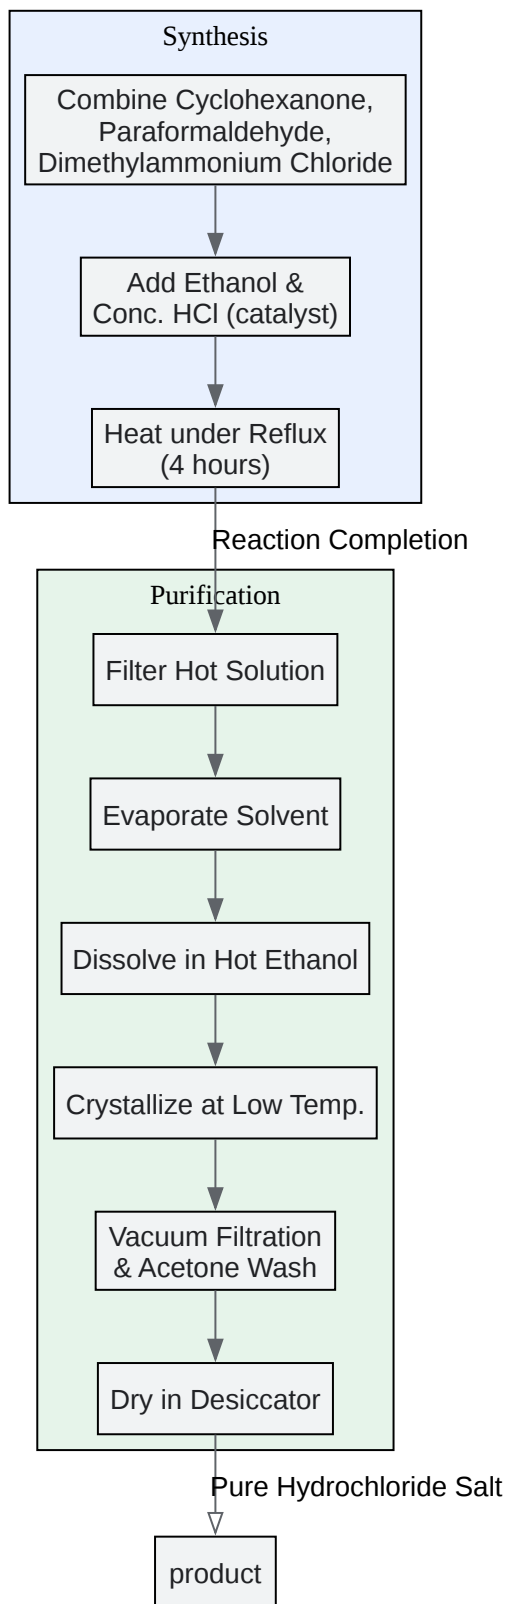 Synthesis
Combine Cyclohexanone,
Paraformaldehyde,
Dimethylammonium Chloride
Add Ethanol &
Conc. HCl (catalyst)
Heat under Reflux
(4 hours)
Reaction Completion
Purification
Filter Hot Solution
Evaporate Solvent
Dissolve in Hot Ethanol
Crystallize at Low Temp.
Vacuum Filtration
& Acetone Wash
Dry in Desiccator
Pure Hydrochloride Salt
product